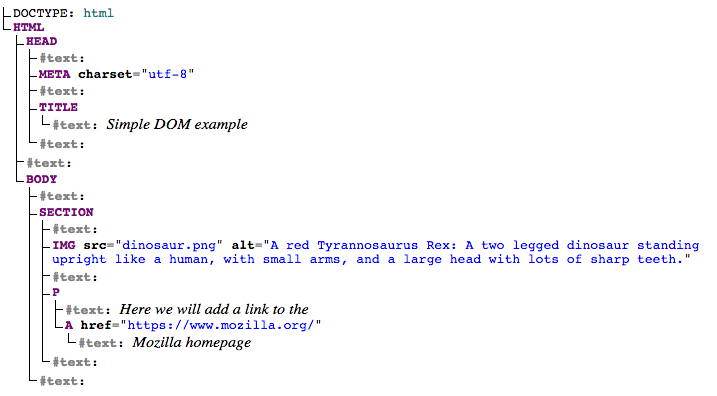 DOCTYPE: html
HTML
HEAD
#text:
META charset="utf-8"
#text:
TITLE
#text: Simple DOM example
#text:
#text:
BODY
#text:
SECTION
#text:
IMG src="dinosaur.png" alt="A red Tyrannosaurus Rex: A two legged dinosaur standing
upright like a human, with small arms, and a large head with lots of sharp teeth."
#text:
P
#text: Here we will add a link to the
A href="https://www.mozilla.org/"
#text: Mozilla homepage
#text:
#text: